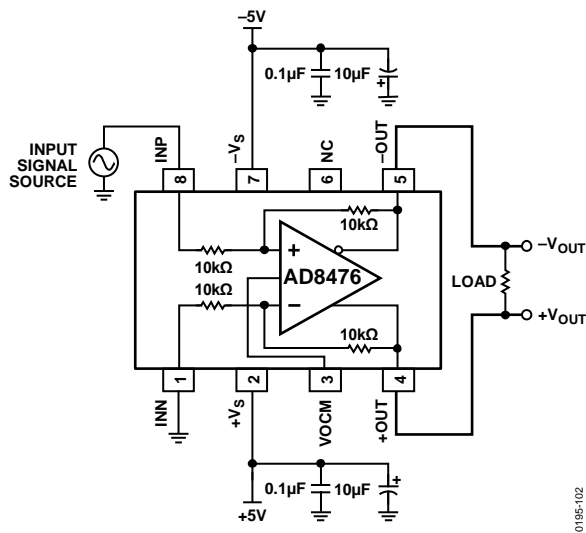 –5V
0.1µF
10µF
+
INPUT
SIGNAL
SOURCE
INP
–VS
NC
–OUT
8
7
6
5
10kΩ
10kΩ
10kΩ
+
AD8476
–
10kΩ
LOAD
–VOUT
+VOUT
1
2
3
4
INN
+VS
VOCM
+OUT
0.1µF
10µF
+
+5V
0195-102